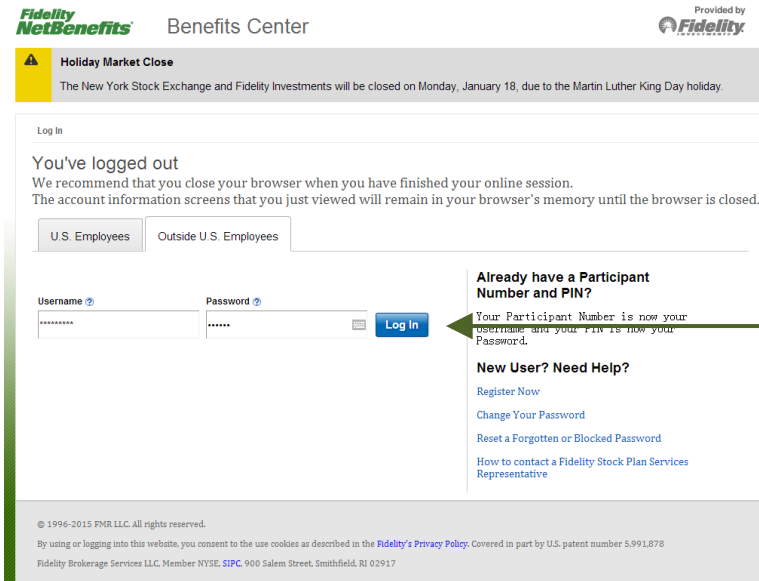 Fidelity
NetBenefits®
Benefits Center
Provided by
Fidelity
INVESTMENTS
Holiday Market Close
The New York Stock Exchange and Fidelity Investments will be closed on Monday, January 18, due to the Martin Luther King Day holiday.
Log In
You've logged out
We recommend that you close your browser when you have finished your online session.
The account information screens that you just viewed will remain in your browser's memory until the browser is closed.
U.S. Employees
Outside U.S. Employees
Username ?
Password ?
*********
••••••
Log In
Already have a Participant
Number and PIN?
Your Participant Number is now your
Username and your PIN is now your
Password.
New User? Need Help?
Register Now
Change Your Password
Reset a Forgotten or Blocked Password
How to contact a Fidelity Stock Plan Services
Representative
© 1996-2015 FMR LLC. All rights reserved.
By using or logging into this website, you consent to the use cookies as described in the Fidelity's Privacy Policy. Covered in part by U.S. patent number 5,991,878
Fidelity Brokerage Services LLC, Member NYSE, SIPC, 900 Salem Street, Smithfield, RI 02917